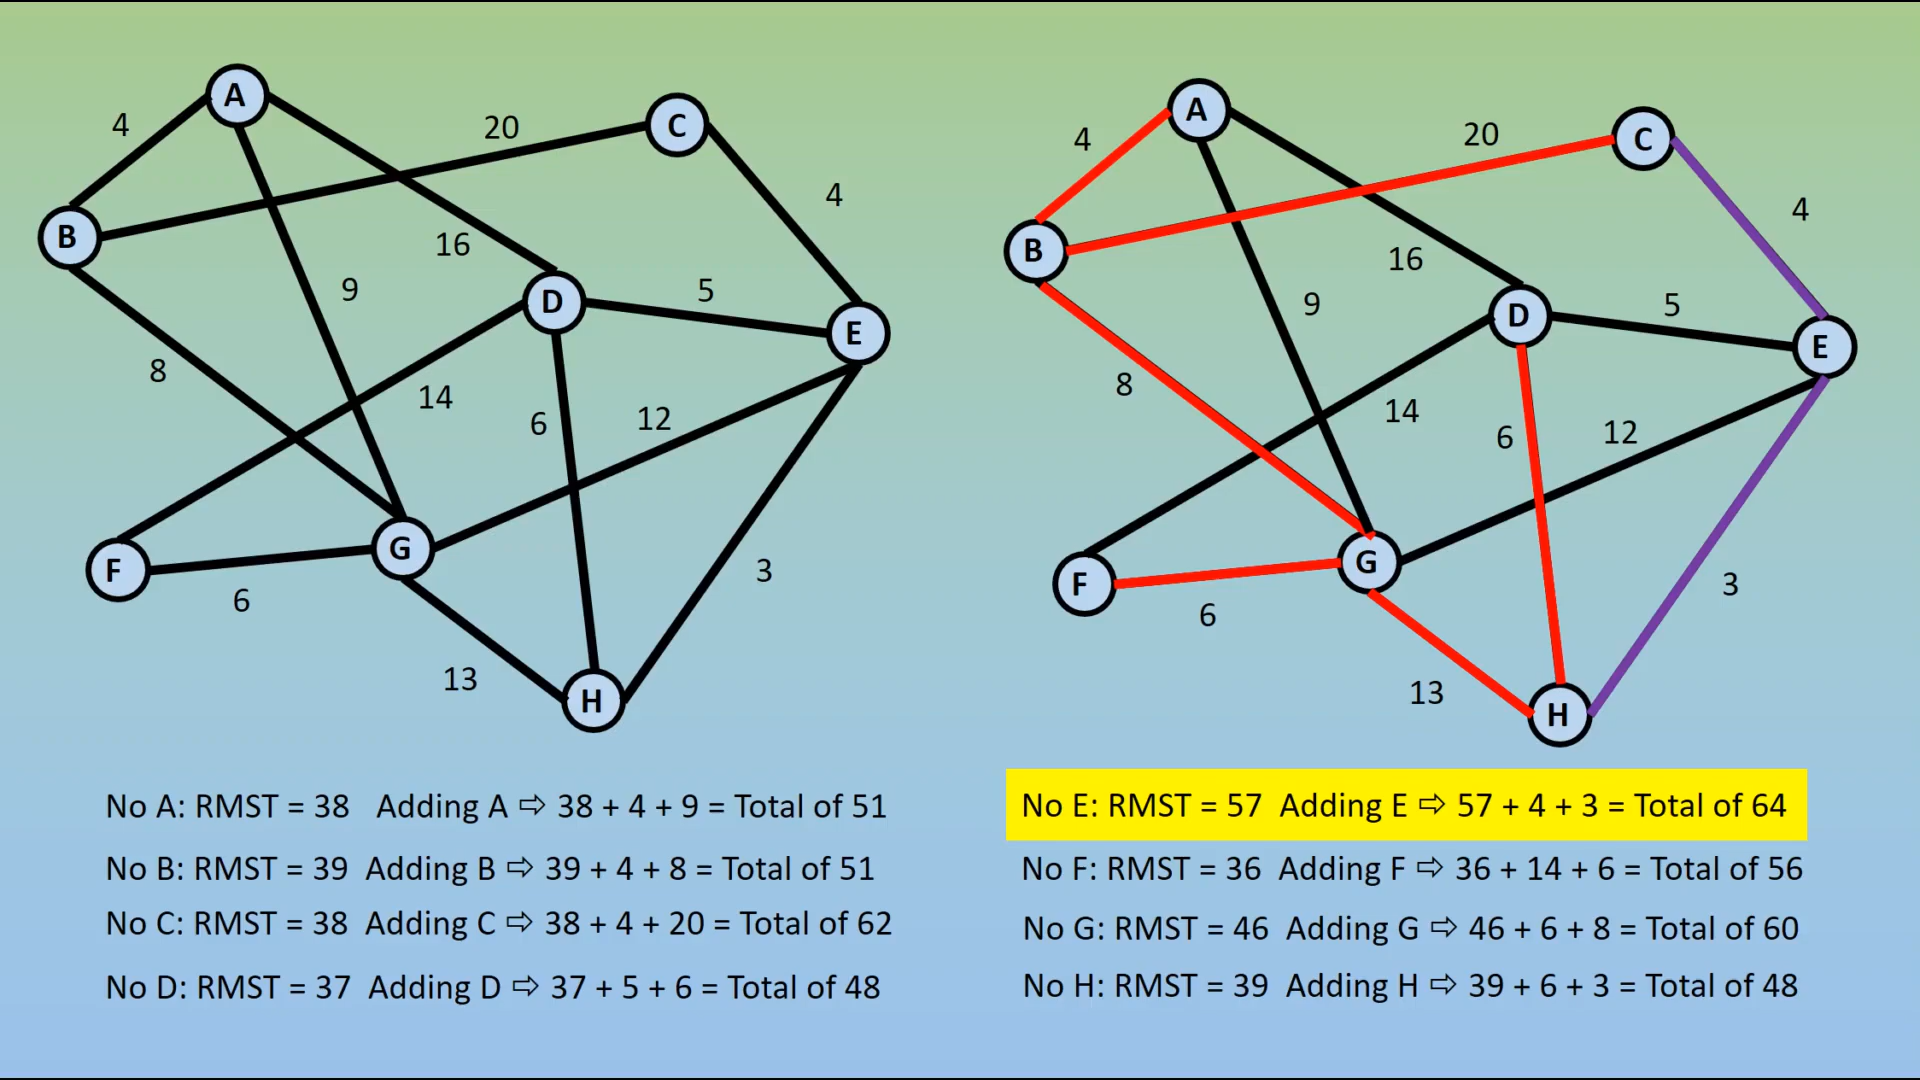 A
4
20
C
4
B
16
9
D
5
E
8
14
6
12
F
G
6
3
13
H
A
4
20
C
4
B
16
9
D
5
E
8
14
6
12
F
G
6
3
13
H
No A: RMST = 38 Adding A ⇨ 38 + 4 + 9 = Total of 51
No B: RMST = 39 Adding B ⇨ 39 + 4 + 8 = Total of 51
No C: RMST = 38 Adding C ⇨ 38 + 4 + 20 = Total of 62
No D: RMST = 37 Adding D ⇨ 37 + 5 + 6 = Total of 48
No E: RMST = 57 Adding E ⇨ 57 + 4 + 3 = Total of 64
No F: RMST = 36 Adding F ⇨ 36 + 14 + 6 = Total of 56
No G: RMST = 46 Adding G ⇨ 46 + 6 + 8 = Total of 60
No H: RMST = 39 Adding H ⇨ 39 + 6 + 3 = Total of 48